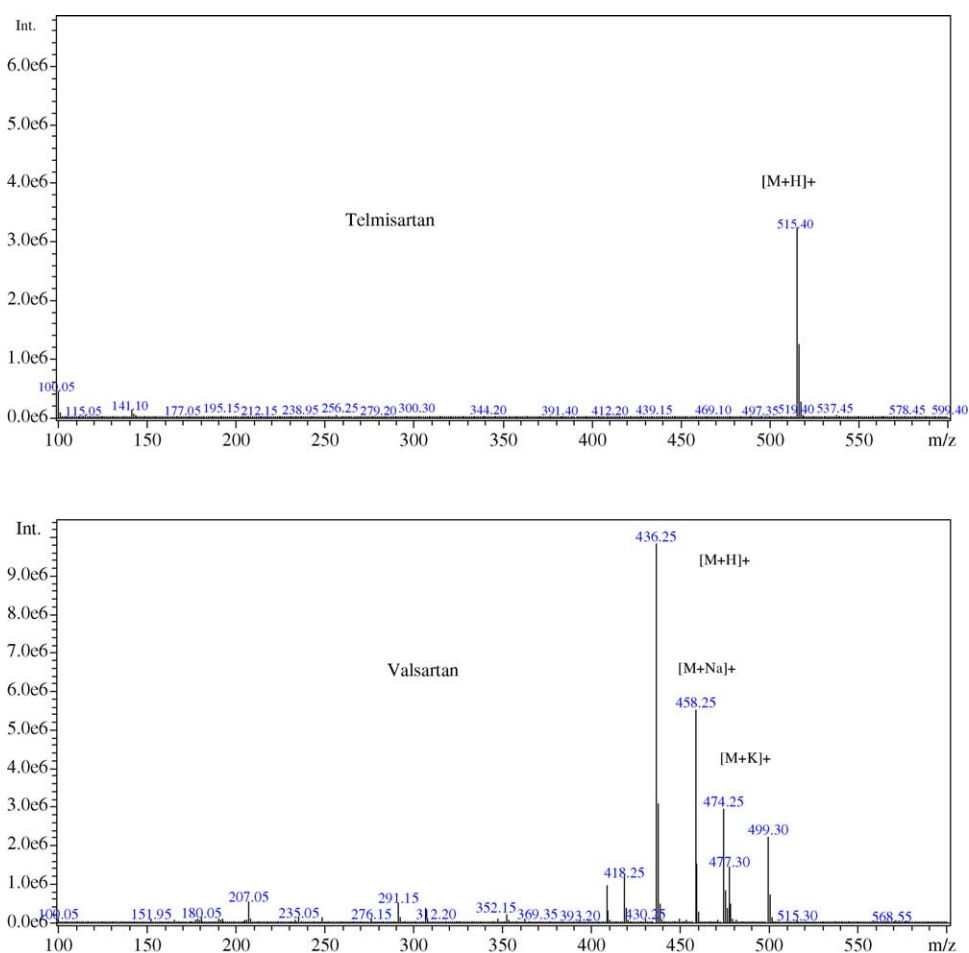 Int.
6.0e6
5.0e6
4.0e6
[M+H]+
Telmisartan
515.40
3.0e6
2.0e6
1.0e6
100.05
115.05 141.10 177.05 195.15 212.15 238.95 256.25 279.20 300.30 344.20 391.40 412.20 439.15 469.10 497.35 519.40 537.45 578.45 599.40
0.0e6
100 150 200 250 300 350 400 450 500 550 m/z
Int.
436.25
[M+H]+
9.0e6
8.0e6
7.0e6
Valsartan
[M+Na]+
6.0e6
458.25
5.0e6
[M+K]+
4.0e6
474.25
3.0e6
499.30
2.0e6
477.30
418.25
1.0e6
207.05 291.15 352.15
100.05 151.95 180.05 235.05 276.15 312.20 369.35 393.20 430.25 515.30 568.55
0.0e6
100 150 200 250 300 350 400 450 500 550 m/z